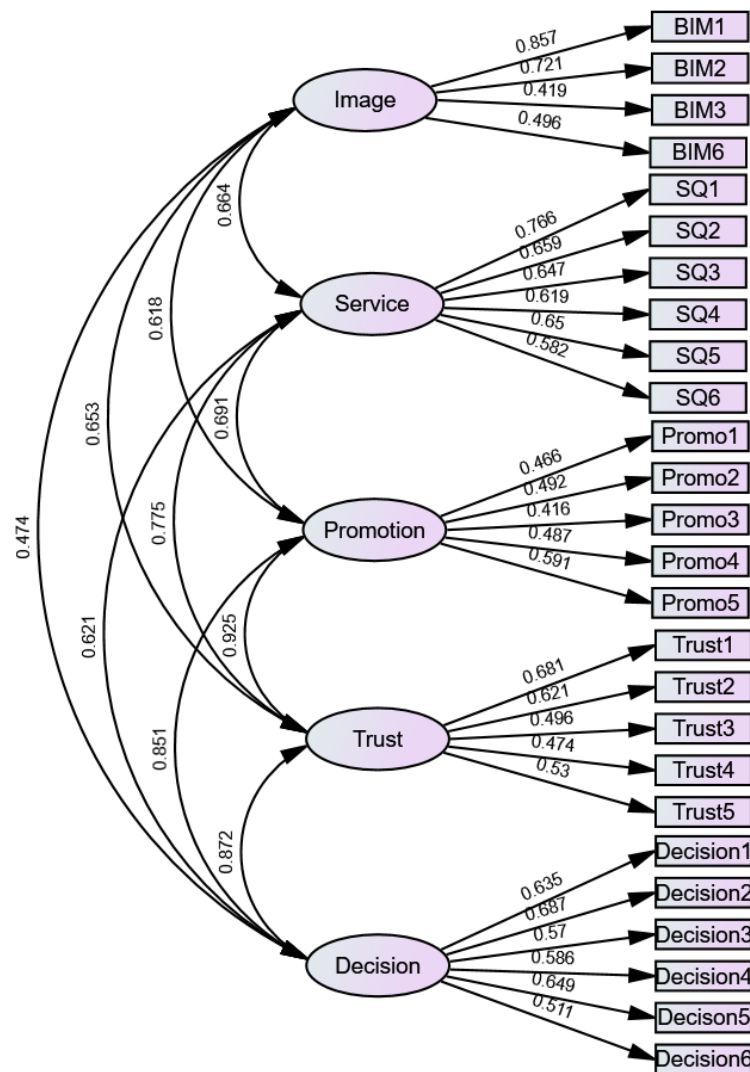 Image
Service
Promotion
Trust
Decision
BIM1
BIM2
BIM3
BIM6
SQ1
SQ2
SQ3
SQ4
SQ5
SQ6
Promo1
Promo2
Promo3
Promo4
Promo5
Trust1
Trust2
Trust3
Trust4
Trust5
Decision1
Decision2
Decision3
Decision4
Decison5
Decision6
0.857
0.721
0.419
0.496
0.766
0.659
0.647
0.619
0.65
0.582
0.466
0.492
0.416
0.487
0.591
0.681
0.621
0.496
0.474
0.53
0.635
0.687
0.57
0.586
0.649
0.511
0.664
0.618
0.653
0.474
0.691
0.775
0.621
0.925
0.851
0.872